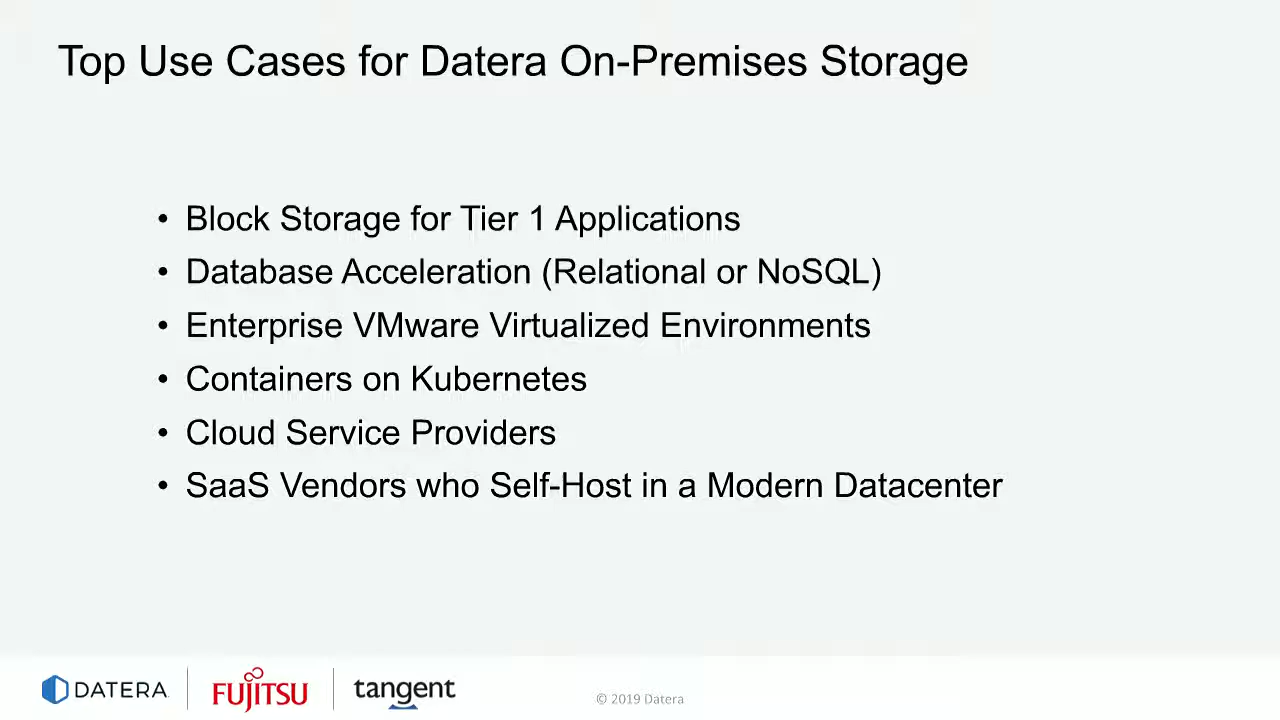 Top Use Cases for Datera On-Premises Storage
• Block Storage for Tier 1 Applications
• Database Acceleration (Relational or NoSQL)
• Enterprise VMware Virtualized Environments
• Containers on Kubernetes
• Cloud Service Providers
• SaaS Vendors who Self-Host in a Modern Datacenter
DATERA FUJITSU tangent © 2019 Datera